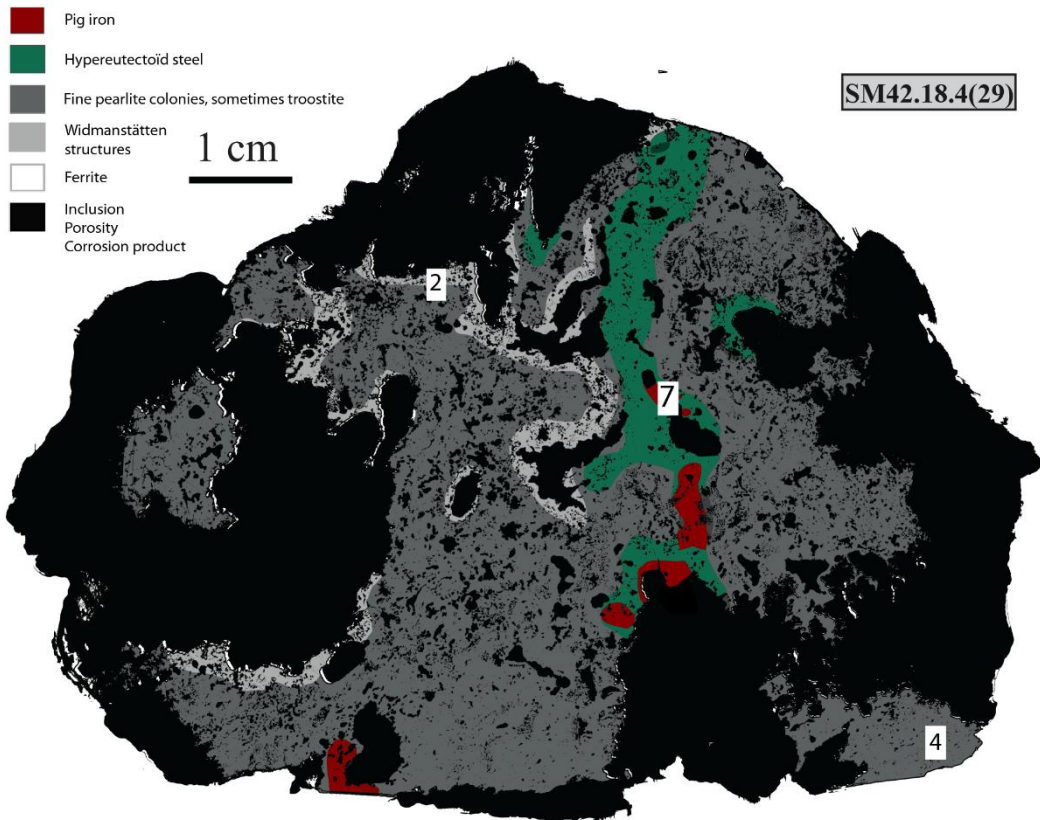 Pig iron
Hypereutectoïd steel
Fine pearlite colonies, sometimes troostite
Widmanstätten
structures
Ferrite
Inclusion
Porosity
Corrosion product
1 cm
SM42.18.4(29)
2
7
4